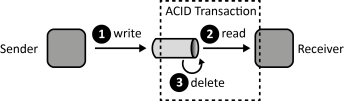 ACID Transaction
Sender
1 write
2 read
Receiver
3 delete